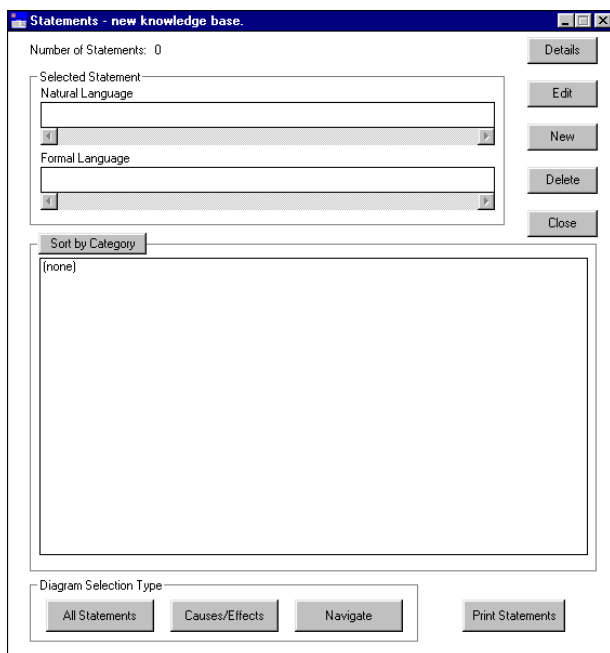 Statements - new knowledge base.
Number of Statements: 0
Details
Selected Statement
Natural Language
Edit
New
Formal Language
Delete
Close
Sort by Category
(none)
Diagram Selection Type
All Statements
Causes/Effects
Navigate
Print Statements